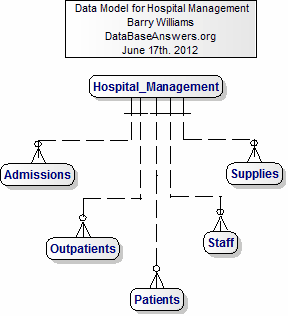 Data Model for Hospital Management
Barry Williams
DataBaseAnswers.org
June 17th. 2012
Hospital_Management
Admissions
Supplies
Outpatients
Staff
Patients